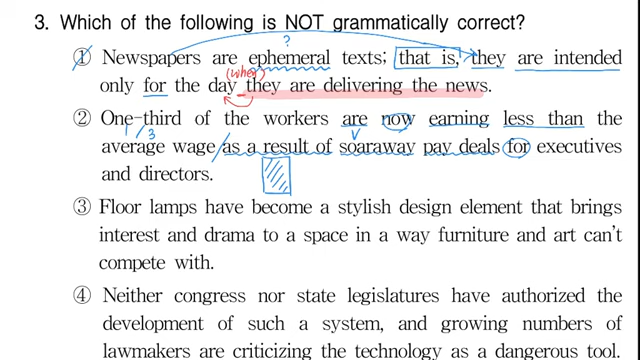 3. Which of the following is NOT grammatically correct?
?
① Newspapers are ephemeral texts; that is, they are intended
(when)
only for the day they are delivering the news.
② One-third of the workers are now earning less than the
1/3 V
average wage as a result of soaraway pay deals for executives
and directors.
③ Floor lamps have become a stylish design element that brings
interest and drama to a space in a way furniture and art can't
compete with.
④ Neither congress nor state legislatures have authorized the
development of such a system, and growing numbers of
lawmakers are criticizing the technology as a dangerous tool.